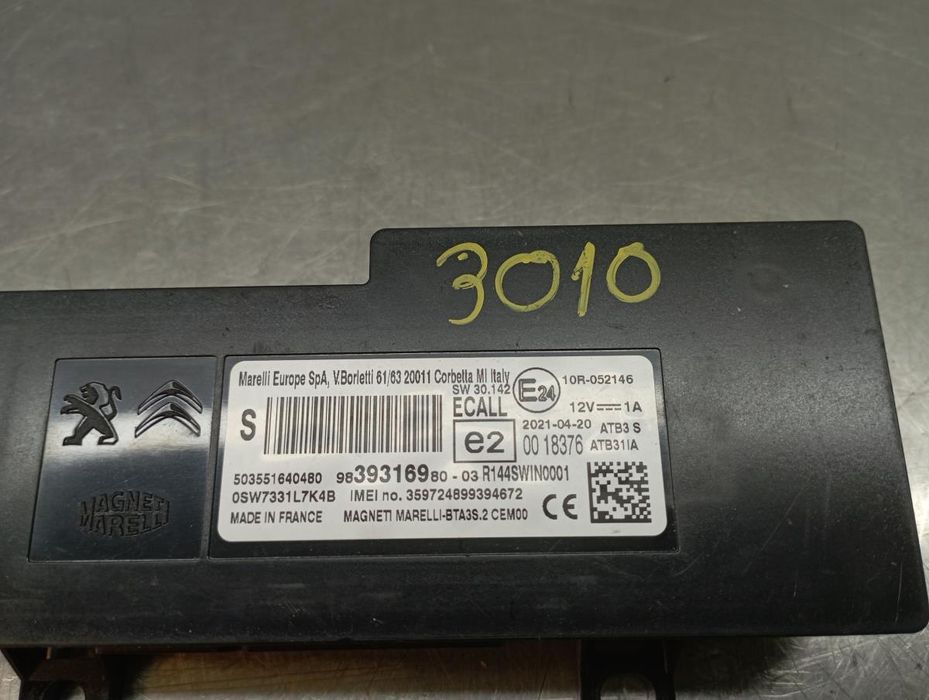 3010
Marelli Europe SpA, V.Borletti 61/63 20011 Corbetta MI Italy
SW 30.142
E24
10R-052146
S
ECALL
12V⎓1A
e2
2021-04-20 ATB3 S
00 18376 ATB31IA
503551640480 9839316980-03 R144SWIN0001
0SW7331L7K4B IMEI no. 359724899394672
CE
MADE IN FRANCE MAGNETI MARELLI-BTA3S.2 CEM00
MAGNETI
MARELLI